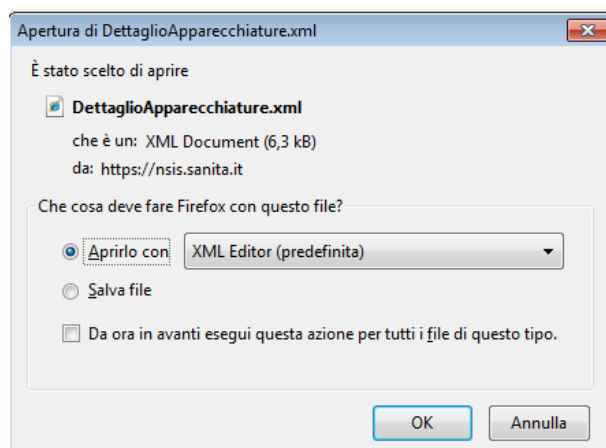 Apertura di DettaglioApparecchiature.xml
È stato scelto di aprire
DettaglioApparecchiature.xml
che è un: XML Document (6,3 kB)
da: https://nsis.sanita.it
Che cosa deve fare Firefox con questo file?
Aprirlo con XML Editor (predefinita)
Salva file
Da ora in avanti esegui questa azione per tutti i file di questo tipo.
OK Annulla